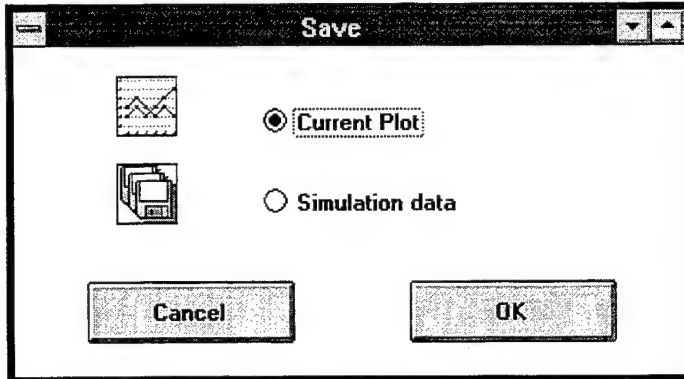 Save
Current Plot
Simulation data
Cancel
OK